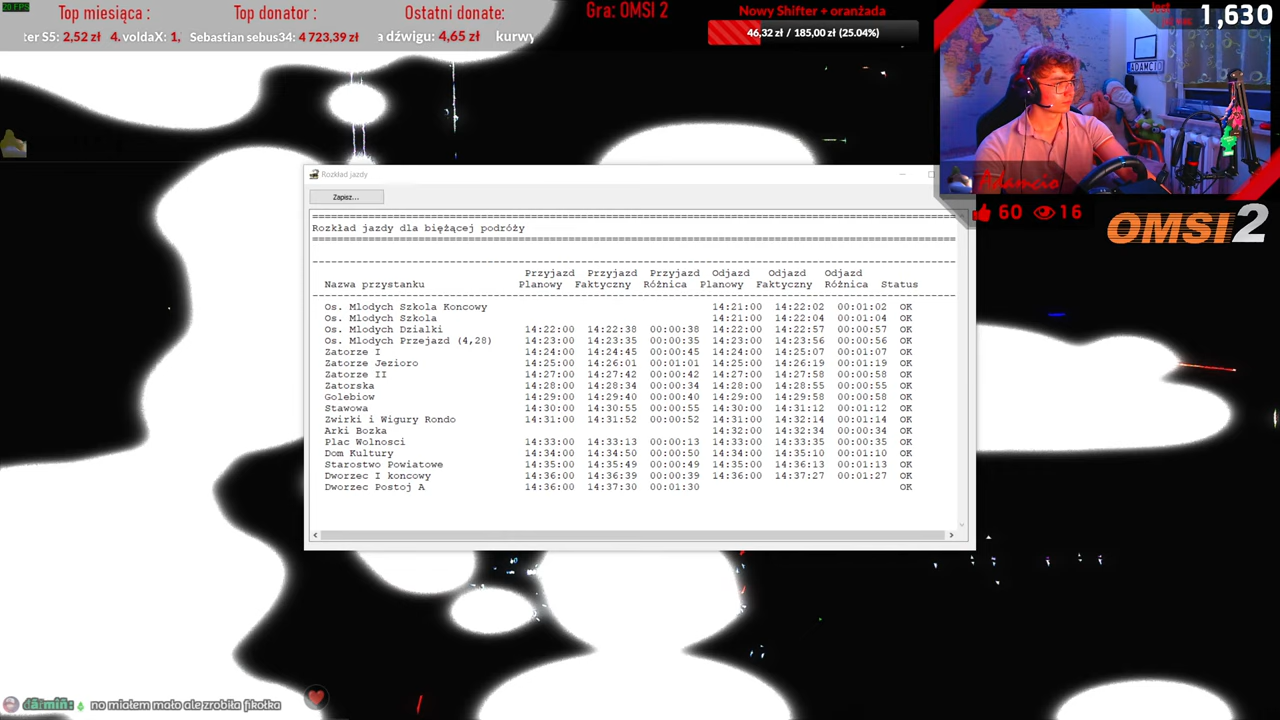 20 FPS
Top miesiąca :
ter S5: 2,52 zł 4. voldaX: 1,
Top donator :
Sebastian sebus34: 4 723,39 zł
Ostatni donate:
a dźwigu: 4,65 zł kurwy
Gra: OMSI 2
Nowy Shifter + oranżada
46,32 zł / 185,00 zł (25.04%)
Jest
1,630
ADAMCIO
Adamcio
60 16
OMSI 2
Rozkład jazdy
Zapisz...
Rozkład jazdy dla bieżącej podróży
Przyjazd Przyjazd Przyjazd Odjazd Odjazd Odjazd
Nazwa przystanku Planowy Faktyczny Różnica Planowy Faktyczny Różnica Status
Os. Mlodych Szkola Koncowy 14:21:00 14:22:02 00:01:02 OK
Os. Mlodych Szkola 14:21:00 14:22:04 00:01:04 OK
Os. Mlodych Dzialki 14:22:00 14:22:38 00:00:38 14:22:00 14:22:57 00:00:57 OK
Os. Mlodych Przejazd (4,28) 14:23:00 14:23:35 00:00:35 14:23:00 14:23:56 00:00:56 OK
Zatorze I 14:24:00 14:24:45 00:00:45 14:24:00 14:25:07 00:01:07 OK
Zatorze Jezioro 14:25:00 14:26:01 00:01:01 14:25:00 14:26:19 00:01:19 OK
Zatorze II 14:27:00 14:27:42 00:00:42 14:27:00 14:27:58 00:00:58 OK
Zatorska 14:28:00 14:28:34 00:00:34 14:28:00 14:28:55 00:00:55 OK
Golebiow 14:29:00 14:29:40 00:00:40 14:29:00 14:29:58 00:00:58 OK
Stawowa 14:30:00 14:30:55 00:00:55 14:30:00 14:31:12 00:01:12 OK
Zwirki i Wigury Rondo 14:31:00 14:31:52 00:00:52 14:31:00 14:32:14 00:01:14 OK
Arki Bozka 14:32:00 14:32:34 00:00:34 OK
Plac Wolnosci 14:33:00 14:33:13 00:00:13 14:33:00 14:33:35 00:00:35 OK
Dom Kultury 14:34:00 14:34:50 00:00:50 14:34:00 14:35:10 00:01:10 OK
Starostwo Powiatowe 14:35:00 14:35:49 00:00:49 14:35:00 14:36:13 00:01:13 OK
Dworzec I koncowy 14:36:00 14:36:39 00:00:39 14:36:00 14:37:27 00:01:27 OK
Dworzec Postoj A 14:36:00 14:37:30 00:01:30 OK
darmin: no miałem mało ale zrobiła fikołka